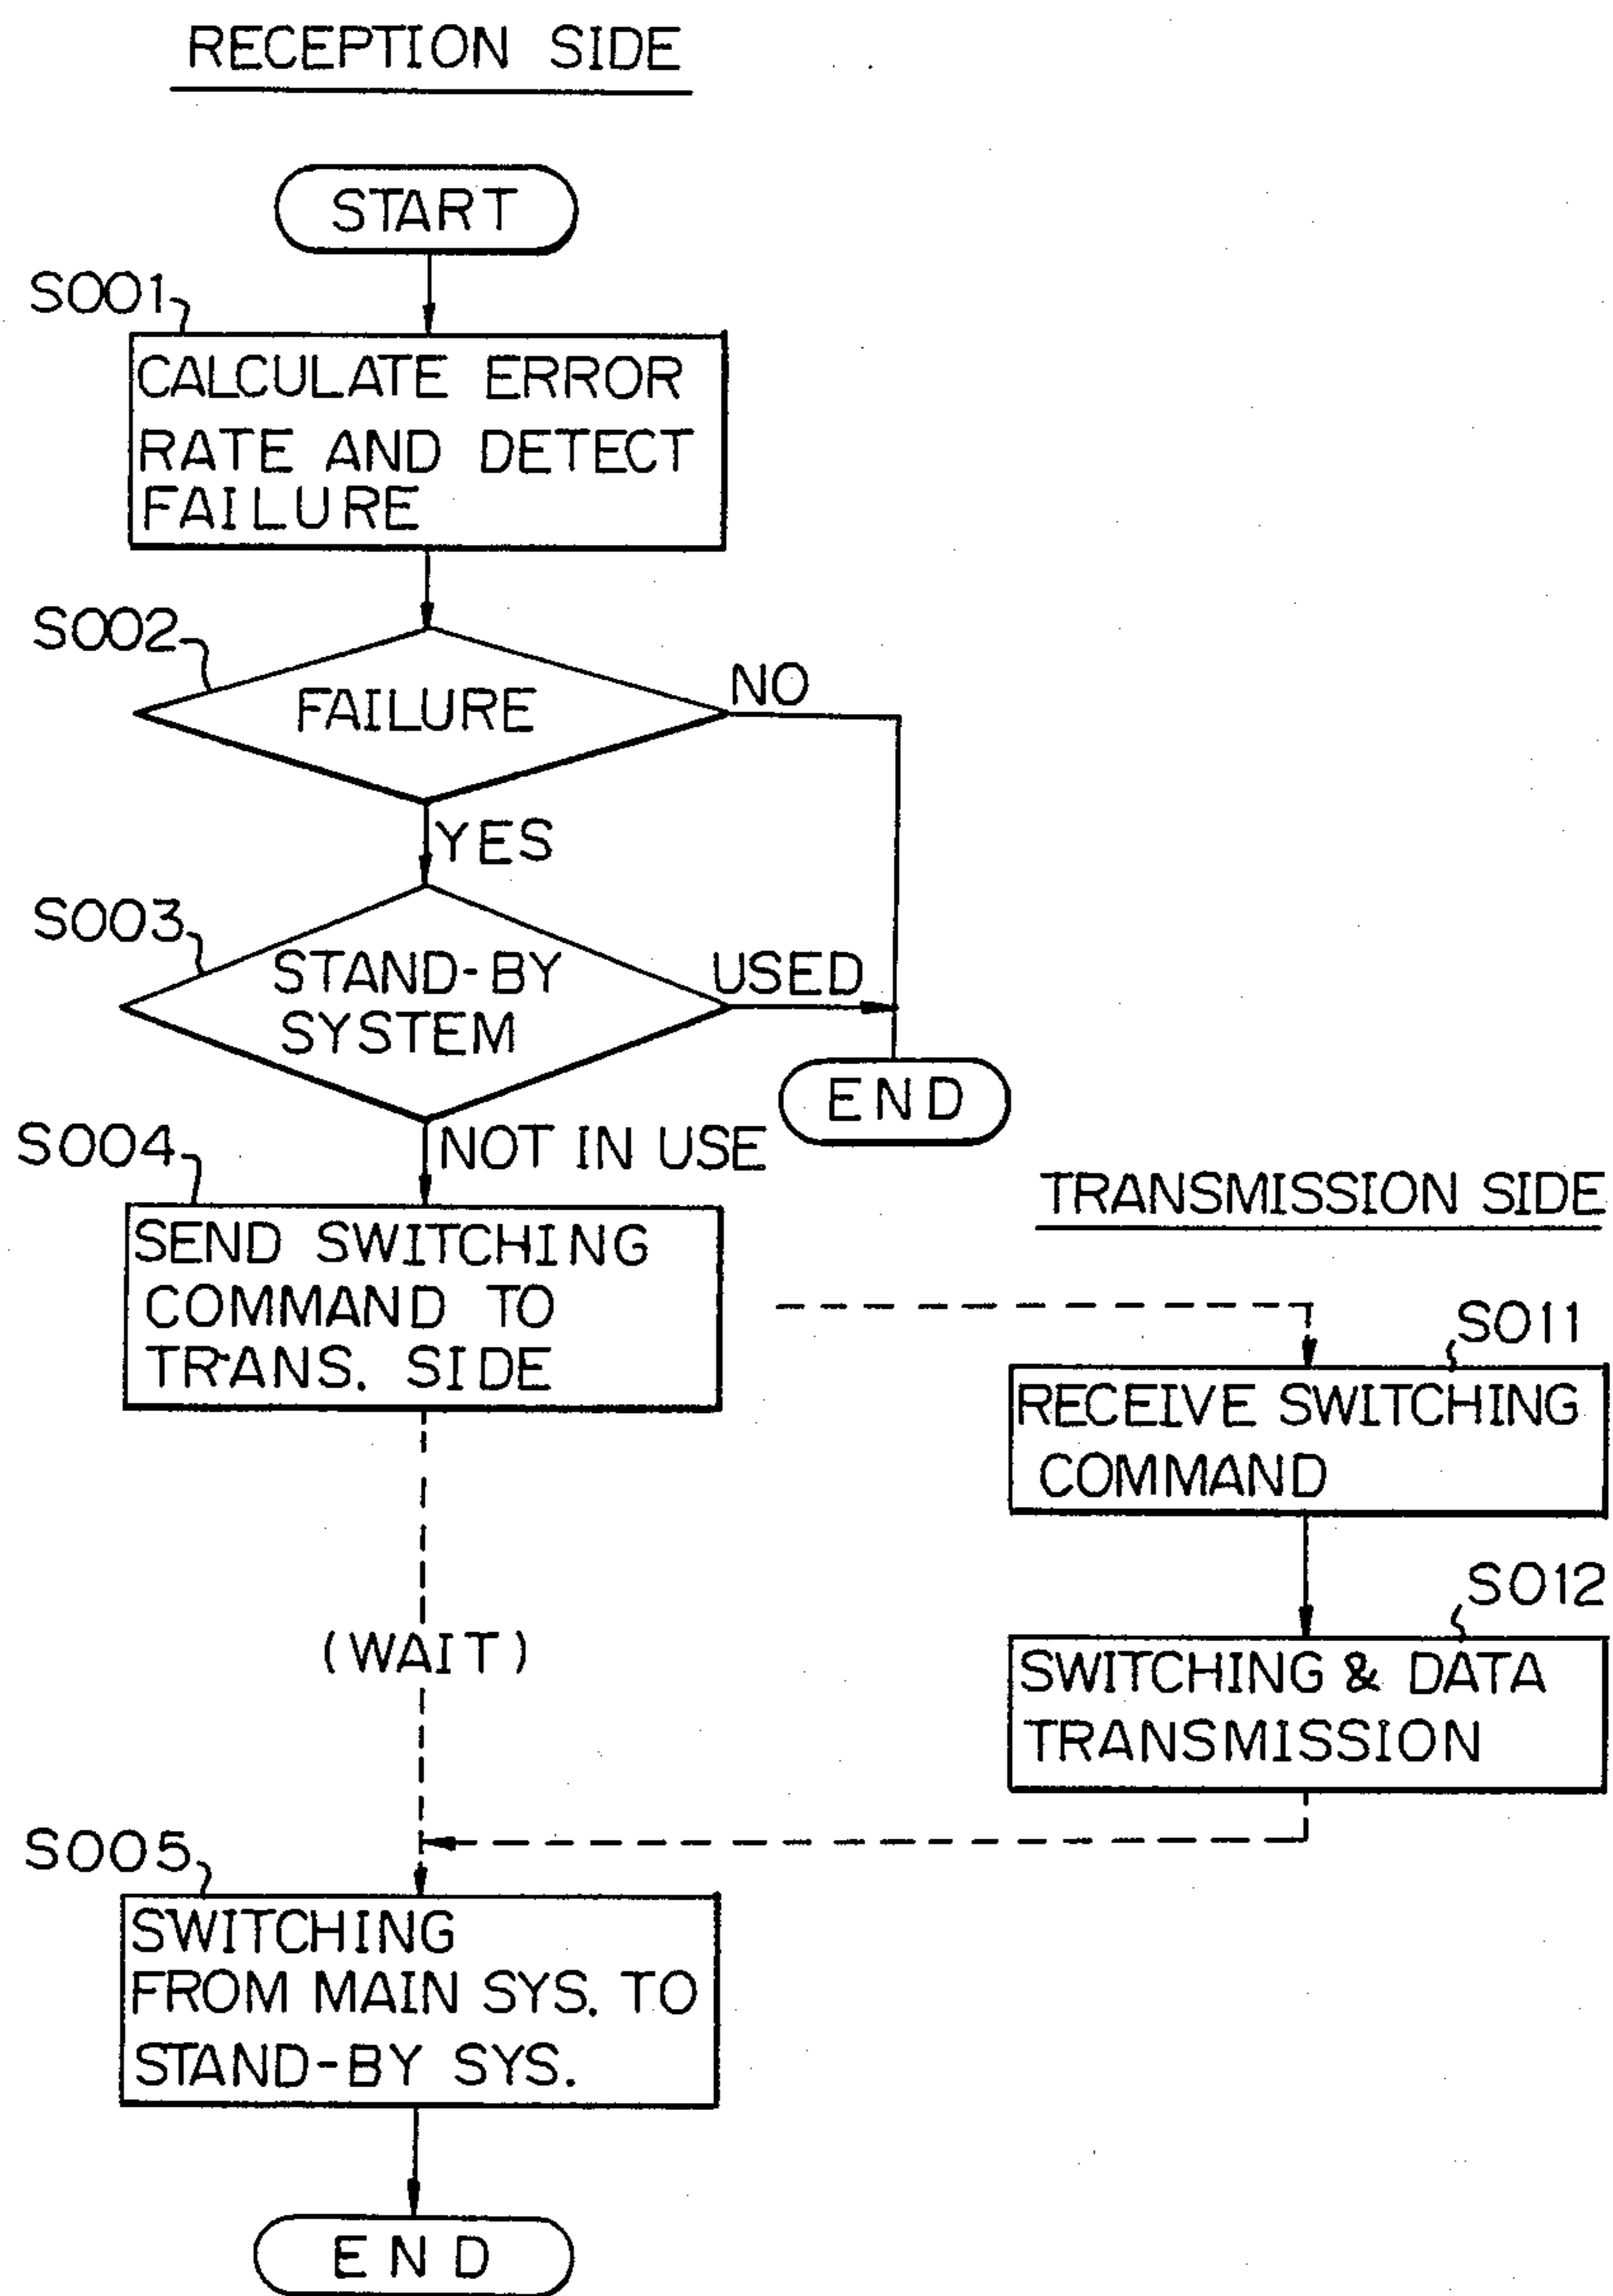 RECEPTION SIDE
START
S001
CALCULATE ERROR
RATE AND DETECT
FAILURE
S002
FAILURE
NO
YES
S003
STAND-BY
SYSTEM
USED
END
NOT IN USE
S004
SEND SWITCHING
COMMAND TO
TRANS. SIDE
TRANSMISSION SIDE
S011
RECEIVE SWITCHING
COMMAND
S012
SWITCHING & DATA
TRANSMISSION
(WAIT)
S005
SWITCHING
FROM MAIN SYS. TO
STAND-BY SYS.
END